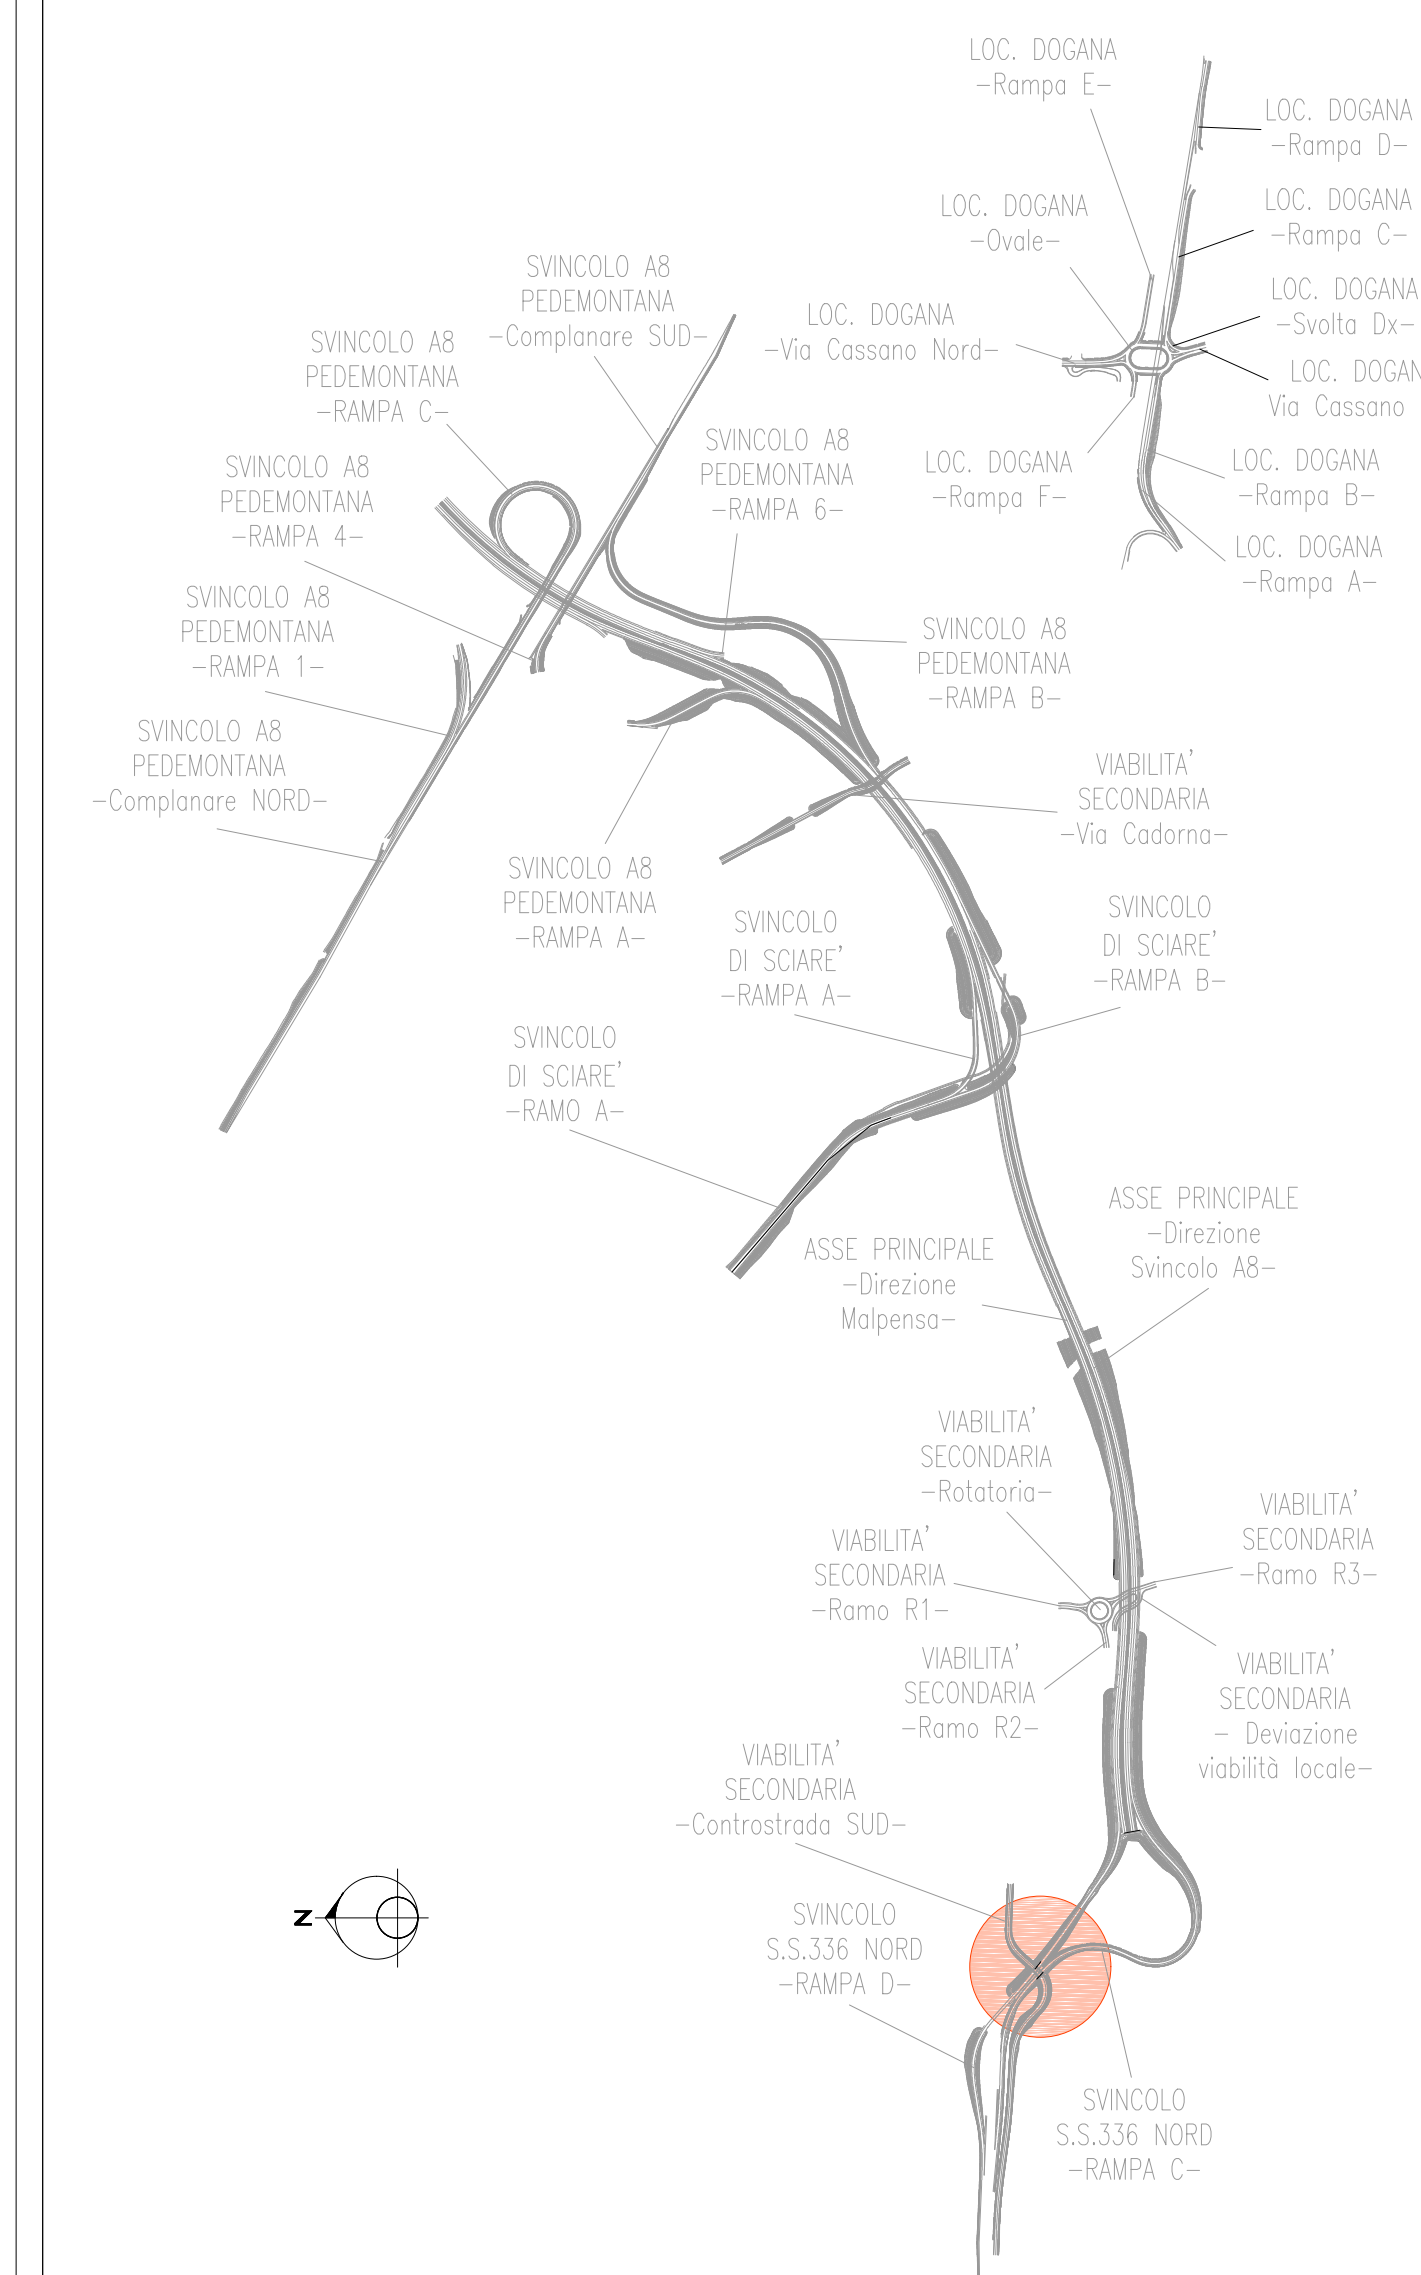 LOC. DOGANA
-Rampa E-
LOC. DOGANA
-Rampa D-
LOC. DOGANA
-Rampa C-
LOC. DOGANA
-Ovale-
SVINCOLO A8
PEDEMONTANA
-Complanare SUD-
LOC. DOGANA
-Svolta Dx-
LOC. DOGANA
-Via Cassano Nord-
SVINCOLO A8
PEDEMONTANA
-RAMPA C-
LOC. DOGAN
Via Cassano
SVINCOLO A8
PEDEMONTANA
-RAMPA 6-
LOC. DOGANA
-Rampa F-
LOC. DOGANA
-Rampa B-
SVINCOLO A8
PEDEMONTANA
-RAMPA 4-
LOC. DOGANA
-Rampa A-
SVINCOLO A8
PEDEMONTANA
-RAMPA 1-
SVINCOLO A8
PEDEMONTANA
-RAMPA B-
SVINCOLO A8
PEDEMONTANA
-Complanare NORD-
VIABILITA'
SECONDARIA
-Via Cadorna-
SVINCOLO A8
PEDEMONTANA
-RAMPA A-
SVINCOLO
DI SCIARE'
-RAMPA A-
SVINCOLO
DI SCIARE'
-RAMPA B-
SVINCOLO
DI SCIARE'
-RAMO A-
ASSE PRINCIPALE
-Direzione
Svincolo A8-
ASSE PRINCIPALE
-Direzione
Malpensa-
VIABILITA'
SECONDARIA
-Rotatoria-
VIABILITA'
SECONDARIA
-Ramo R3-
VIABILITA'
SECONDARIA
-Ramo R1-
VIABILITA'
SECONDARIA
-Ramo R2-
VIABILITA'
SECONDARIA
- Deviazione
viabilità locale-
VIABILITA'
SECONDARIA
-Controstrada SUD-
N
SVINCOLO
S.S.336 NORD
-RAMPA D-
SVINCOLO
S.S.336 NORD
-RAMPA C-